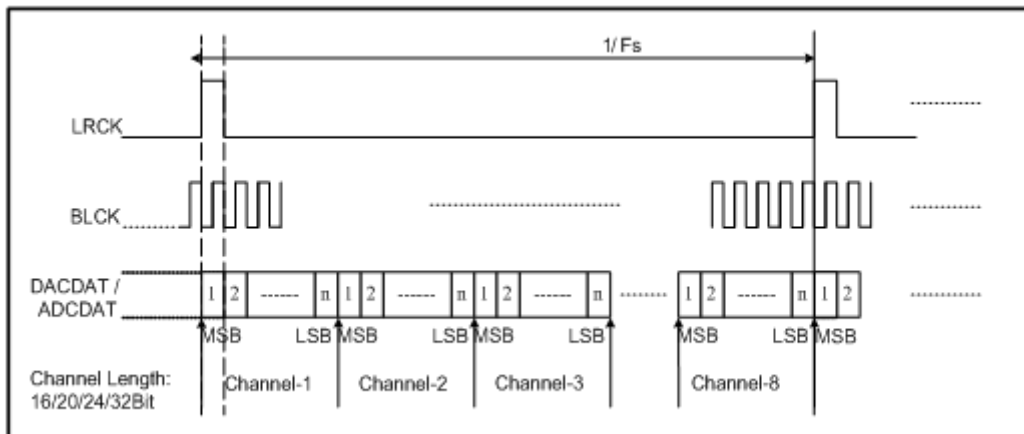 1/ Fs
LRCK
BLCK
DACDAT /
ADCDAT
1 2 ------ n 1 2 ------ n 1 2 ------ n ........ 1 2 ------ n 1 2
MSB LSB MSB LSB MSB LSB MSB LSB MSB
Channel Length:
16/20/24/32Bit
Channel-1 Channel-2 Channel-3 Channel-8